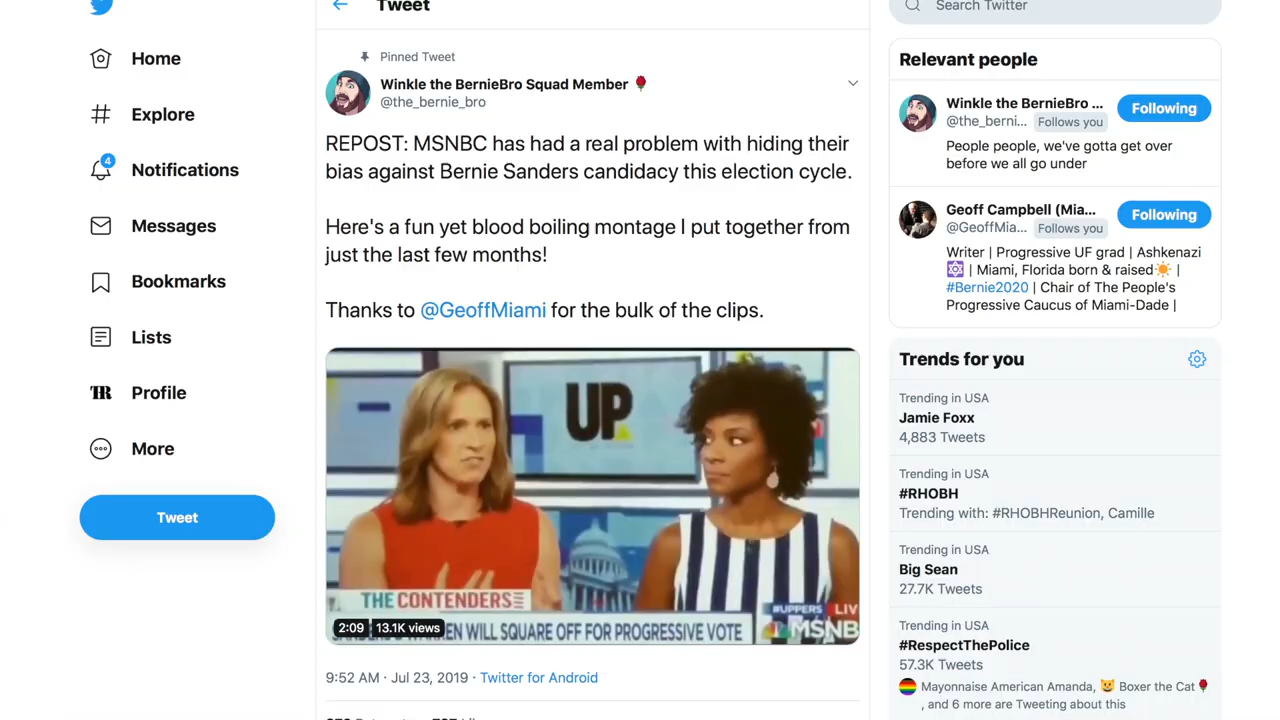 Home
Explore
4
Notifications
Messages
Bookmarks
Lists
TR
Profile
More
Tweet
Tweet
Pinned Tweet
Winkle the BernieBro Squad Member
@the_bernie_bro
REPOST: MSNBC has had a real problem with hiding their
bias against Bernie Sanders candidacy this election cycle.
Here's a fun yet blood boiling montage I put together from
just the last few months!
Thanks to @GeoffMiami for the bulk of the clips.
UP
THE CONTENDERS
#UPPERS LIV
2:09 13.1K views
EN WILL SQUARE OFF FOR PROGRESSIVE VOTE
MSNB
9:52 AM · Jul 23, 2019 · Twitter for Android
Search Twitter
Relevant people
Winkle the BernieBro ...
Following
@the_berni... Follows you
People people, we've gotta get over
before we all go under
Geoff Campbell (Mia...
Following
@GeoffMia... Follows you
Writer | Progressive UF grad | Ashkenazi
🔯 | Miami, Florida born & raised☀️ |
#Bernie2020 | Chair of The People's
Progressive Caucus of Miami-Dade |
Trends for you
Trending in USA
Jamie Foxx
4,883 Tweets
Trending in USA
#RHOBH
Trending with: #RHOBHReunion, Camille
Trending in USA
Big Sean
27.7K Tweets
Trending in USA
#RespectThePolice
57.3K Tweets
Mayonnaise American Amanda, 😺 Boxer the Cat🌹
, and 6 more are Tweeting about this